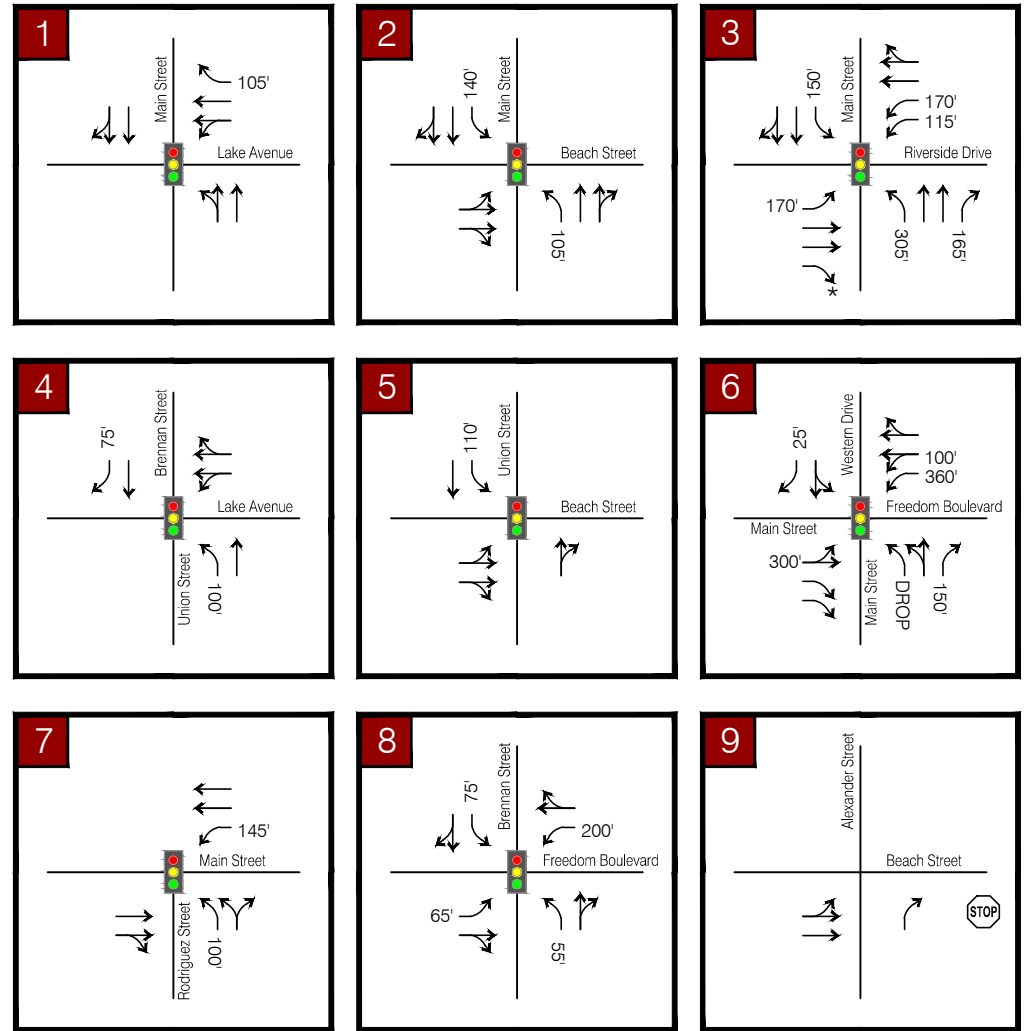 1
Main Street
105'
Lake Avenue
2
140'
Main Street
Beach Street
105'
3
150'
Main Street
170'
115'
Riverside Drive
170'
305'
165'
*
4
75'
Brennan Street
Lake Avenue
Union Street
100'
5
110'
Union Street
Beach Street
6
25'
Western Drive
100'
360'
Freedom Boulevard
Main Street
300'
Main Street
DROP
150'
7
145'
Main Street
Rodriguez Street
100'
8
75'
Brennan Street
200'
Freedom Boulevard
65'
55'
9
Alexander Street
Beach Street
STOP